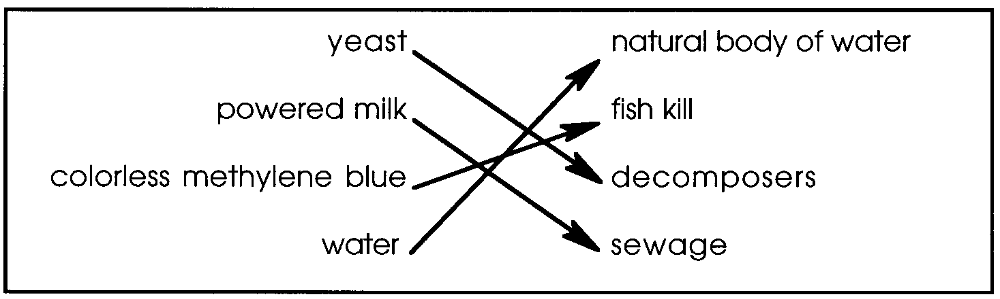 yeast natural body of water
powered milk fish kill
colorless methylene blue decomposers
water sewage